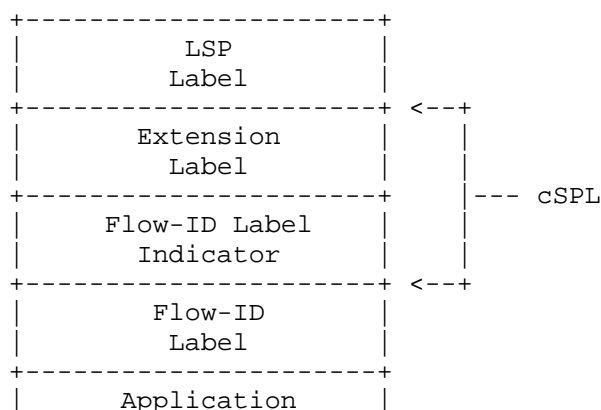 +----------------------+
| LSP |
| Label |
+----------------------+ <--+
| Extension | |
| Label | |
+----------------------+ |--- cSPL
| Flow-ID Label | |
| Indicator | |
+----------------------+ <--+
| Flow-ID |
| Label |
+----------------------+
| Application |